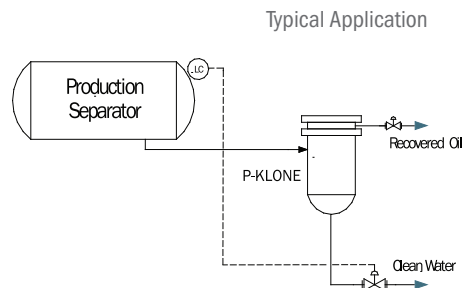 Typical Application
Production
Separator
LC
P-KLONE
Recovered Oil
Clean Water